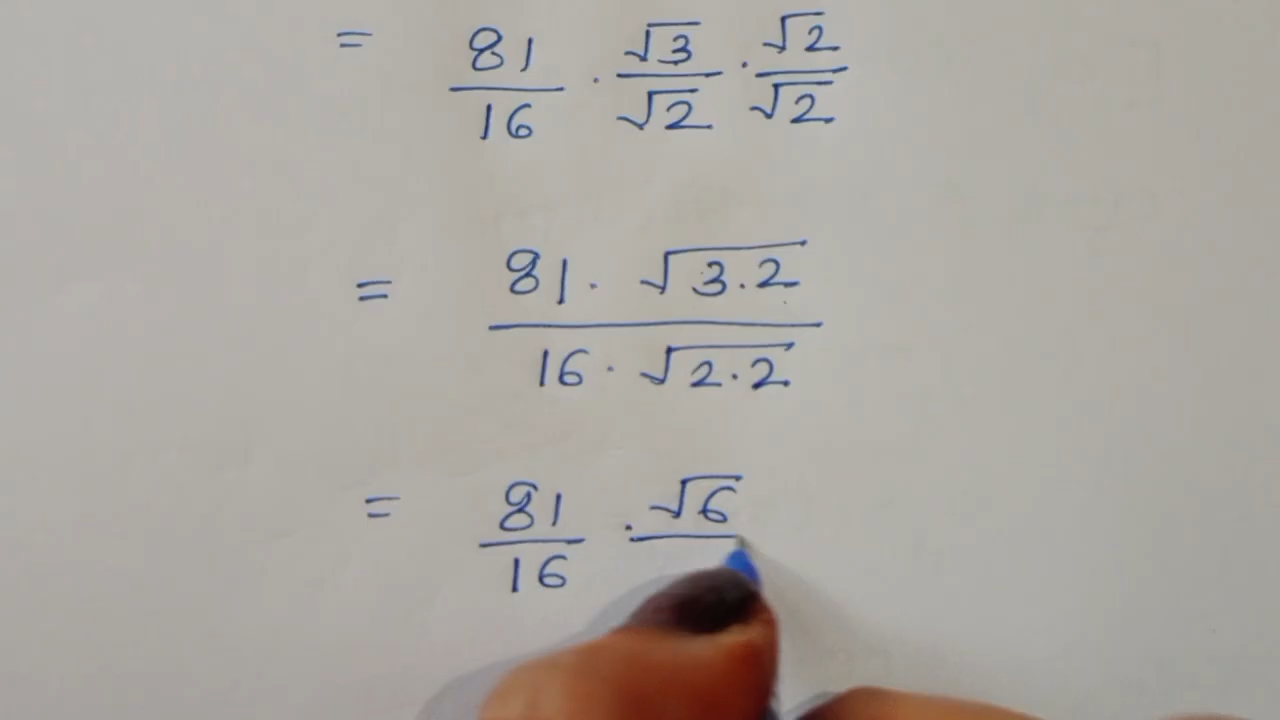 = 81/16 · √3/√2 · √2/√2
= 81 · √(3.2) / 16 · √(2·2)
= 81/16 · √6/